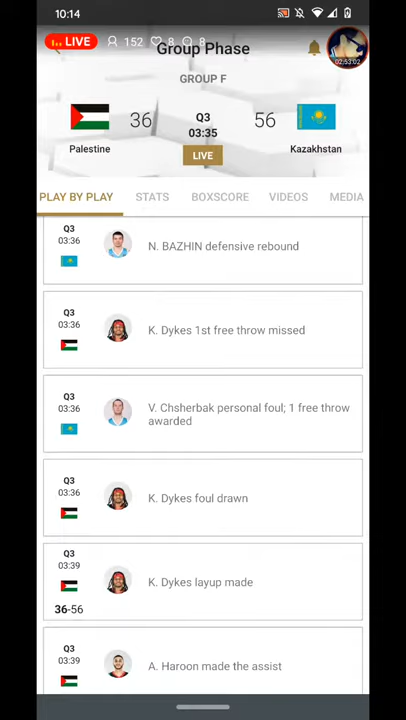 10:14
LIVE 152 8 8
Group Phase
02:53:02
GROUP F
36 Q3 56
03:35
Palestine LIVE Kazakhstan
PLAY BY PLAY STATS BOXSCORE VIDEOS MEDIA
Q3
03:36
N. BAZHIN defensive rebound
Q3
03:36
K. Dykes 1st free throw missed
Q3
03:36
V. Chsherbak personal foul; 1 free throw
awarded
Q3
03:36
K. Dykes foul drawn
Q3
03:39
K. Dykes layup made
36-56
Q3
03:39
A. Haroon made the assist